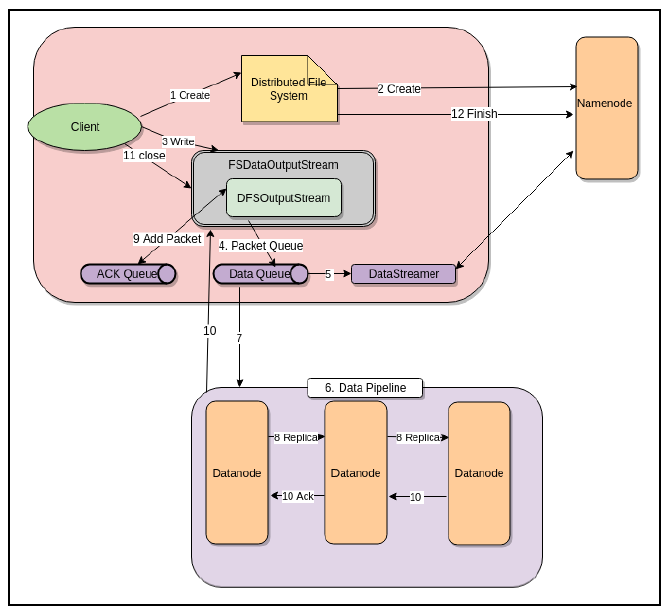 Distributed File
System
2 Create
1 Create
Namenode
12 Finish
Client
3 Write
11 close
FSDataOutputStream
DFSOutputStream
9 Add Packet
4. Packet Queue
ACK Queue
Data Queue
5
DataStreamer
10
7
6. Data Pipeline
8 Replica
8 Replica
Datanode
Datanode
Datanode
10 Ack
10